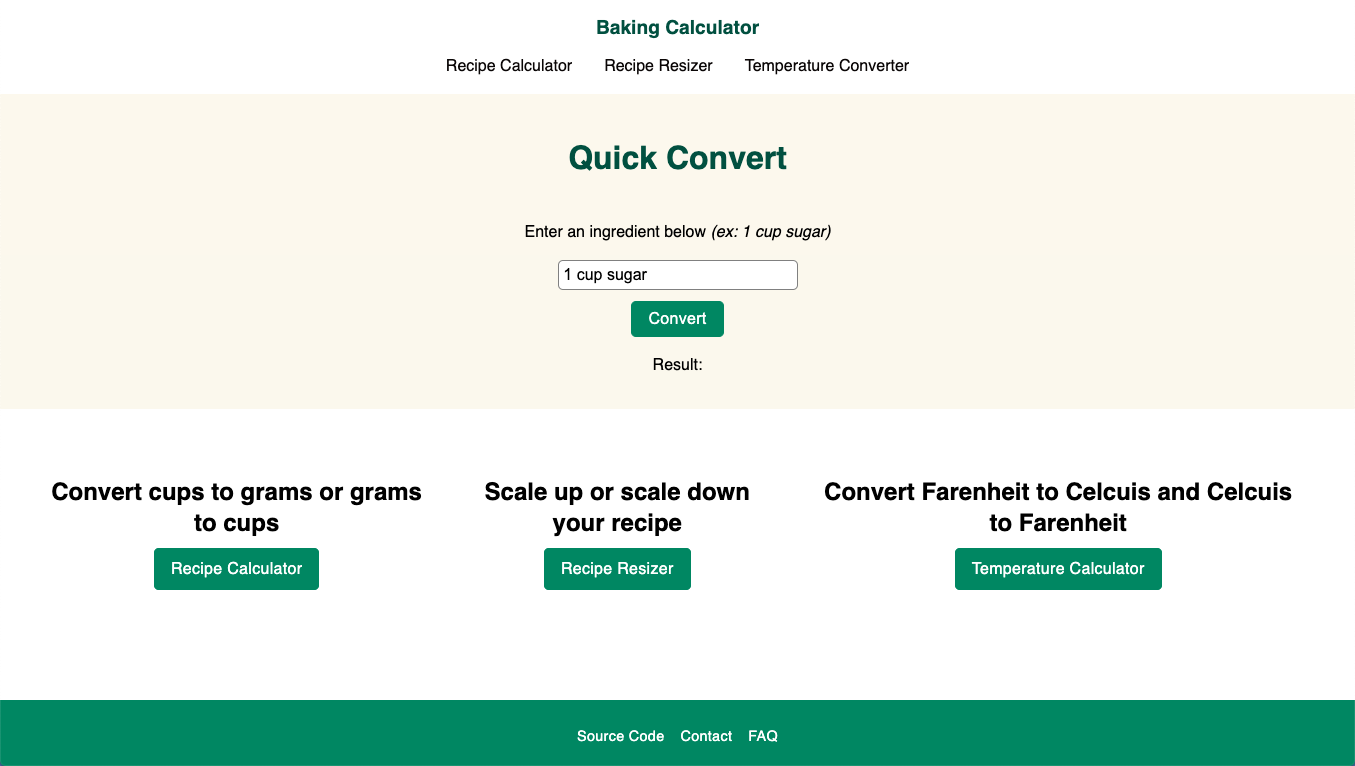 Baking Calculator
Recipe Calculator Recipe Resizer Temperature Converter
Quick Convert
Enter an ingredient below (ex: 1 cup sugar)
1 cup sugar
Convert
Result:
Convert cups to grams or grams
to cups
Recipe Calculator
Scale up or scale down
your recipe
Recipe Resizer
Convert Farenheit to Celcuis and Celcuis
to Farenheit
Temperature Calculator
Source Code Contact FAQ